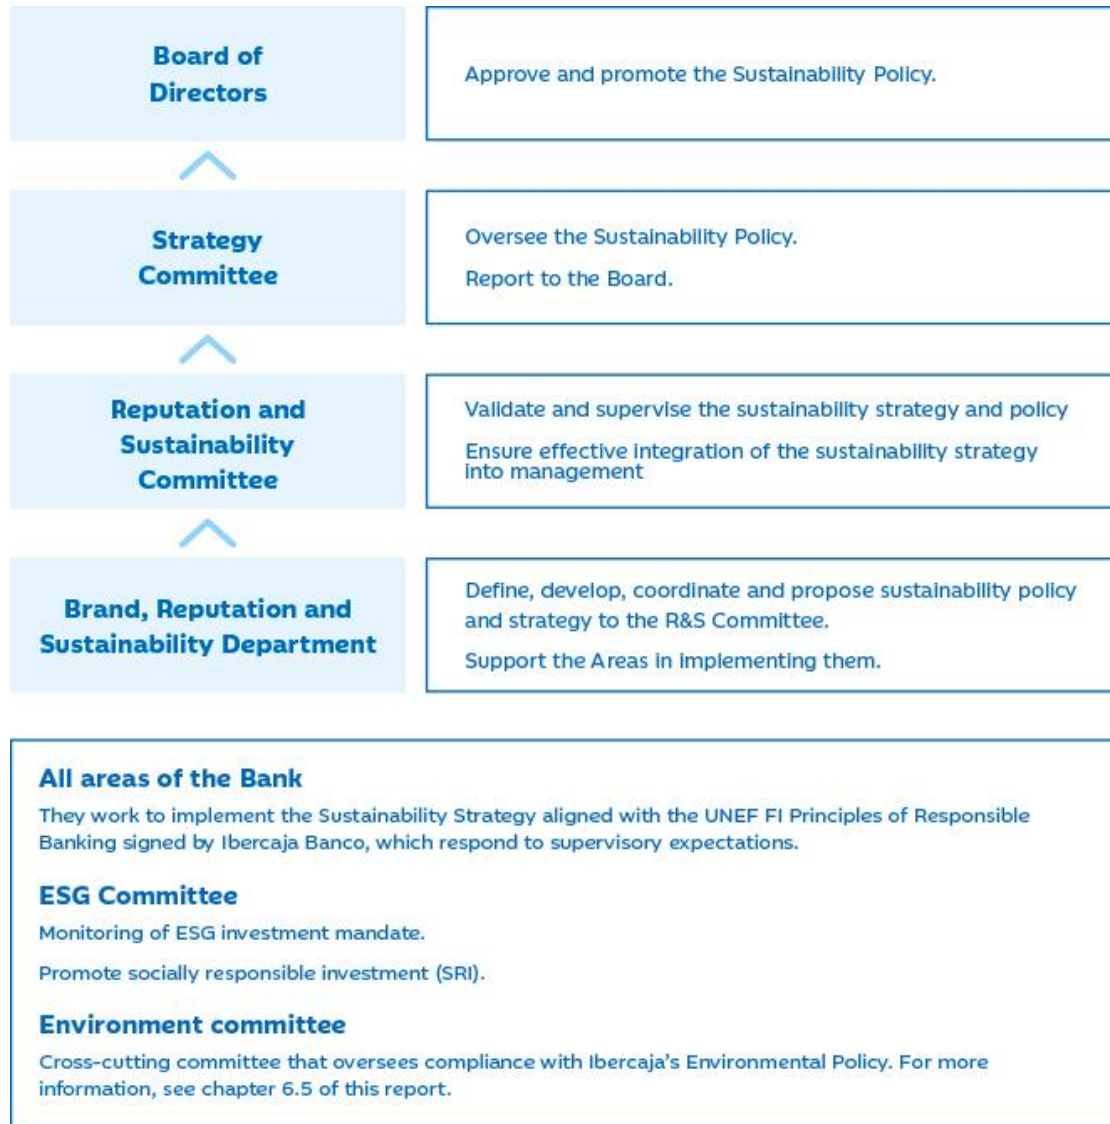 Board of
Directors
Approve and promote the Sustainability Policy.
Strategy
Committee
Oversee the Sustainability Policy.
Report to the Board.
Reputation and
Sustainability
Committee
Validate and supervise the sustainability strategy and policy
Ensure effective integration of the sustainability strategy
into management
Brand, Reputation and
Sustainability Department
Define, develop, coordinate and propose sustainability policy
and strategy to the R&S Committee.
Support the Areas in implementing them.
All areas of the Bank
They work to implement the Sustainability Strategy aligned with the UNEF FI Principles of Responsible
Banking signed by Ibercaja Banco, which respond to supervisory expectations.
ESG Committee
Monitoring of ESG investment mandate.
Promote socially responsible investment (SRI).
Environment committee
Cross-cutting committee that oversees compliance with Ibercaja's Environmental Policy. For more
information, see chapter 6.5 of this report.